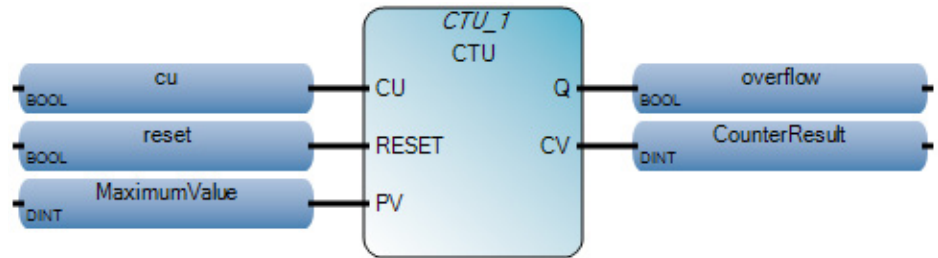 CTU_1
CTU
cu
BOOL
CU
Q
overflow
BOOL
reset
BOOL
RESET
CV
CounterResult
DINT
MaximumValue
DINT
PV